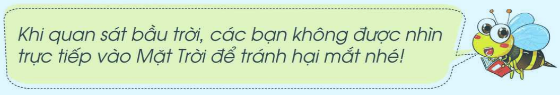 Khi quan sát bầu trời, các bạn không được nhìn
trực tiếp vào Mặt Trời để tránh hại mắt nhé!